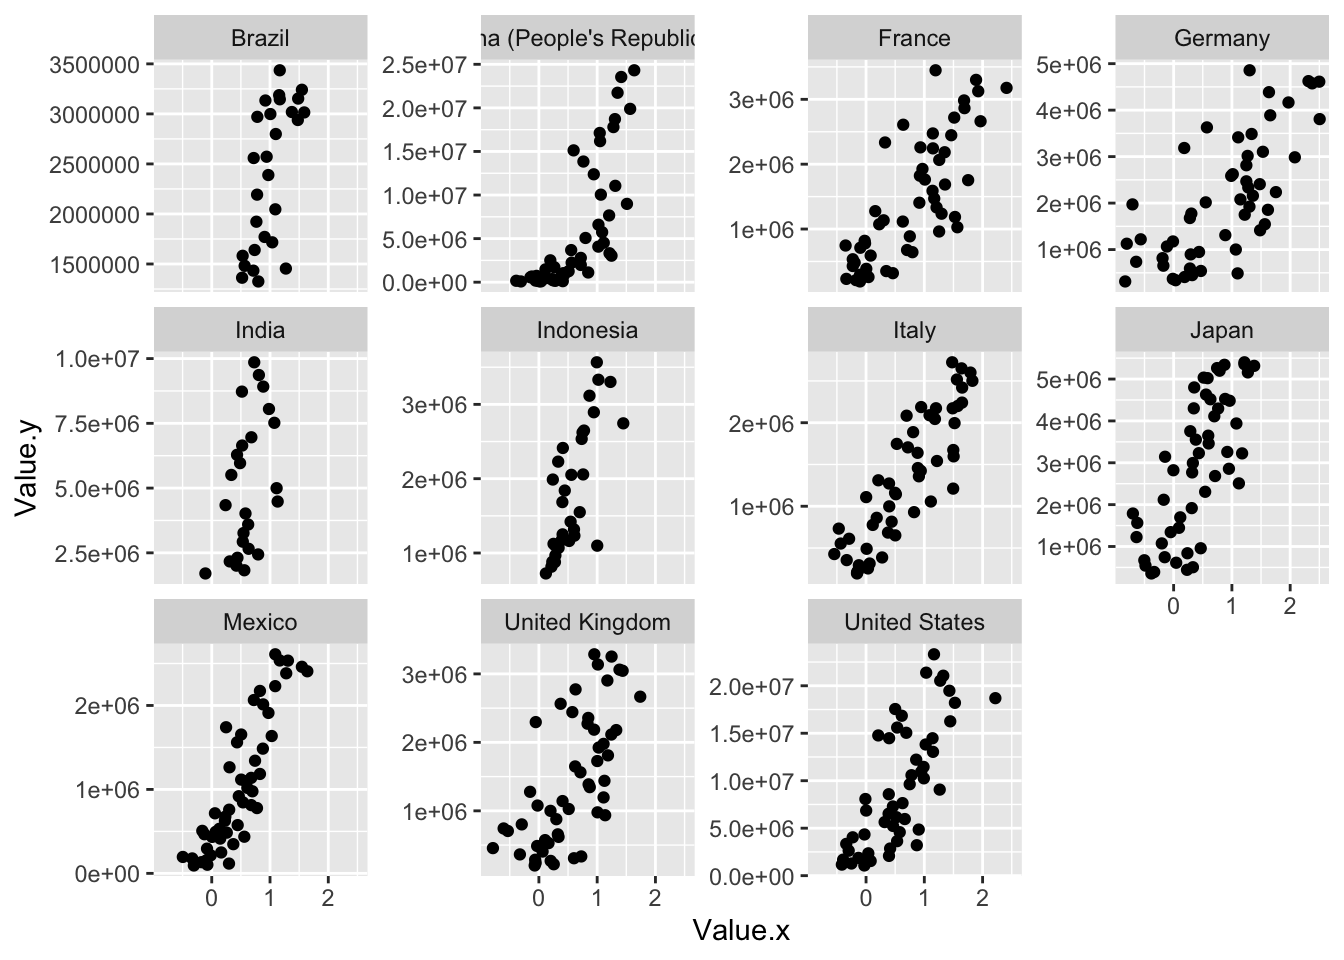 Brazil
na (People's Republic
France
Germany
3500000
3000000
2500000
2000000
1500000
2.5e+07
2.0e+07
1.5e+07
1.0e+07
5.0e+06
0.0e+00
3e+06
2e+06
1e+06
5e+06
4e+06
3e+06
2e+06
1e+06
India
Indonesia
Italy
Japan
1.0e+07
7.5e+06
5.0e+06
2.5e+06
3e+06
2e+06
1e+06
2e+06
1e+06
5e+06
4e+06
3e+06
2e+06
1e+06
0 1 2
Mexico
United Kingdom
United States
2e+06
1e+06
0e+00
3e+06
2e+06
1e+06
2.0e+07
1.5e+07
1.0e+07
5.0e+06
0.0e+00
0 1 2
0 1 2
0 1 2
Value.x
Value.y